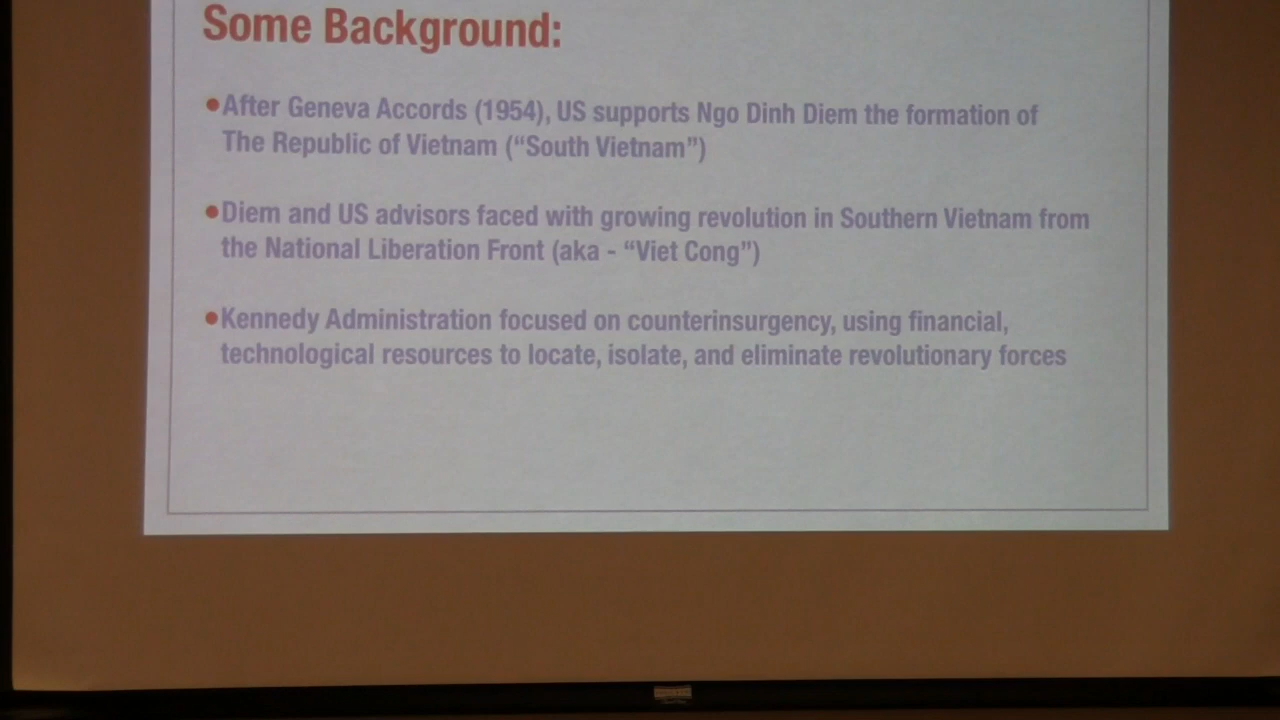 Some Background:
•After Geneva Accords (1954), US supports Ngo Dinh Diem the formation of
The Republic of Vietnam (“South Vietnam”)
•Diem and US advisors faced with growing revolution in Southern Vietnam from
the National Liberation Front (aka - “Viet Cong”)
•Kennedy Administration focused on counterinsurgency, using financial,
technological resources to locate, isolate, and eliminate revolutionary forces